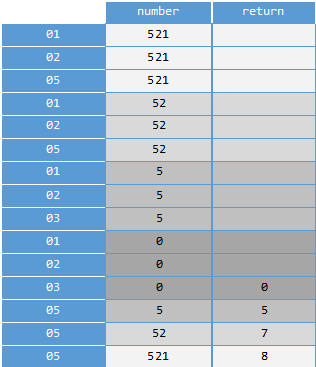 number return
01 521
02 521
05 521
01 52
02 52
05 52
01 5
02 5
03 5
01 0
02 0
03 0 0
05 5 5
05 52 7
05 521 8